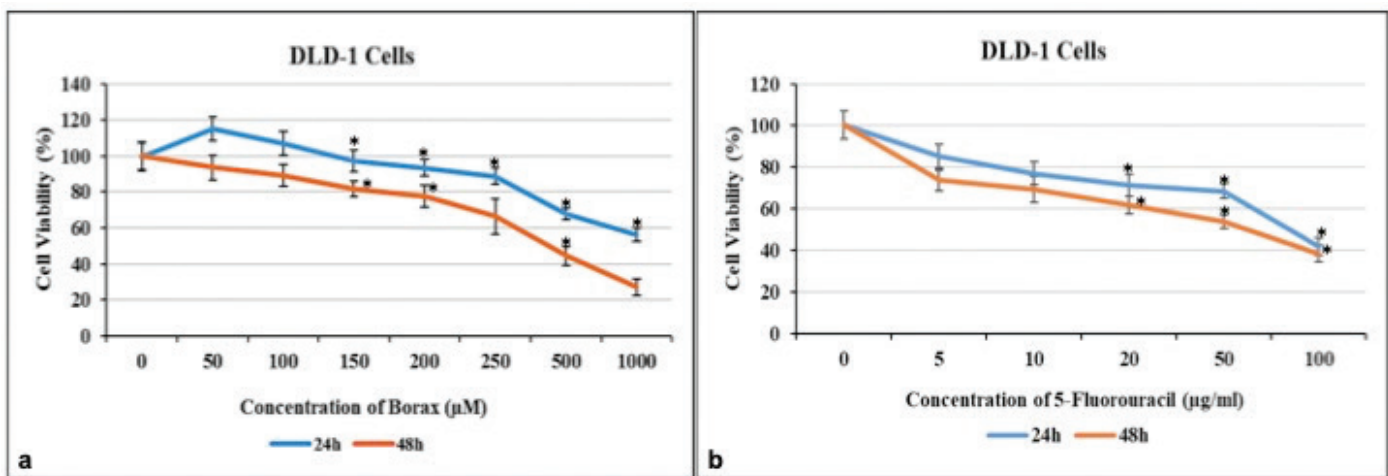 DLD-1 Cells
Cell Viability (%)
140
120
100
80
60
40
20
0
0 50 100 150 200 250 500 1000
* * * * *
* * *
Concentration of Borax (µM)
24h 48h
a
DLD-1 Cells
Cell Viability (%)
120
100
80
60
40
20
0
0 5 10 20 50 100
* * *
* * *
Concentration of 5-Fluorouracil (µg/ml)
24h 48h
b